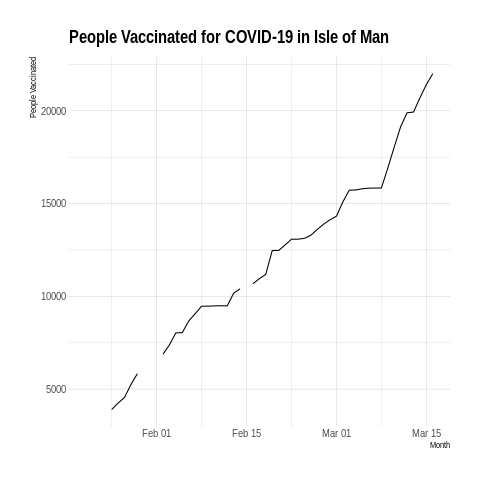 People Vaccinated for COVID-19 in Isle of Man
People Vaccinated
20000
15000
10000
5000
Feb 01 Feb 15 Mar 01 Mar 15
Month